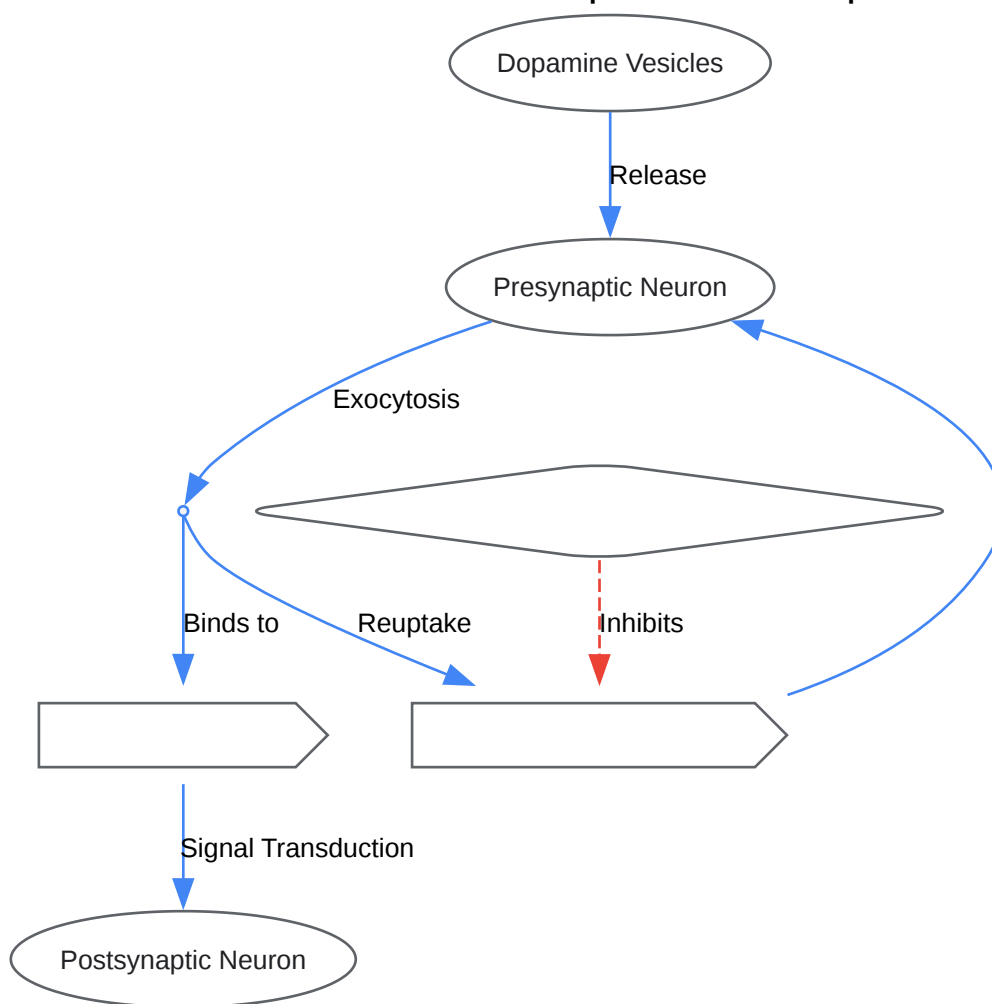 Dopamine Vesicles
Release
Presynaptic Neuron
Exocytosis
Binds to
Reuptake
Inhibits
Signal Transduction
Postsynaptic Neuron